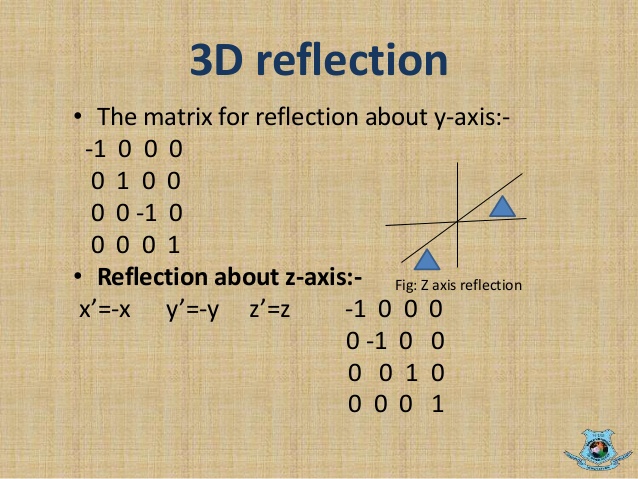 3D reflection
• The matrix for reflection about y-axis:-
-1 0 0 0
0 1 0 0
0 0 -1 0
0 0 0 1
• Reflection about z-axis:-
Fig: Z axis reflection
x’=-x y’=-y z’=z
-1 0 0 0
0 -1 0 0
0 0 1 0
0 0 0 1